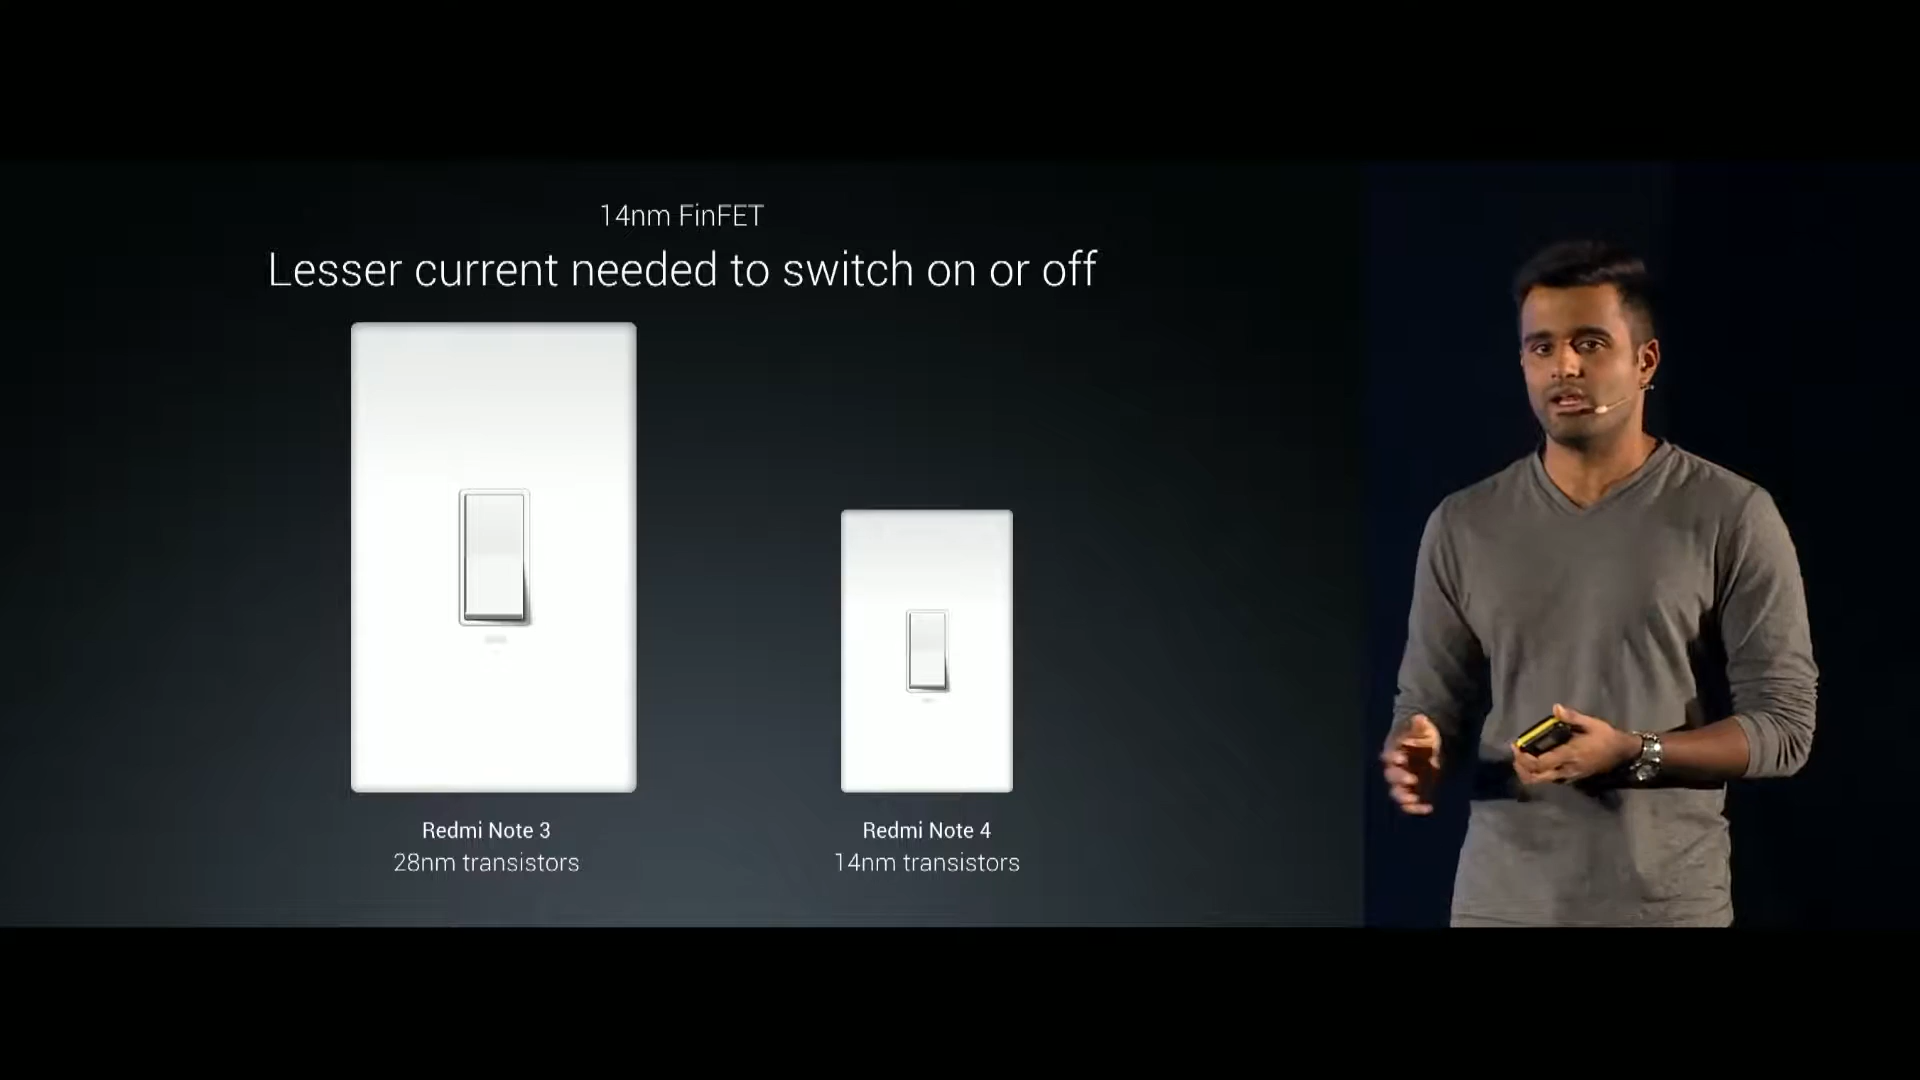 14nm FinFET
Lesser current needed to switch on or off
Redmi Note 3
28nm transistors
Redmi Note 4
14nm transistors